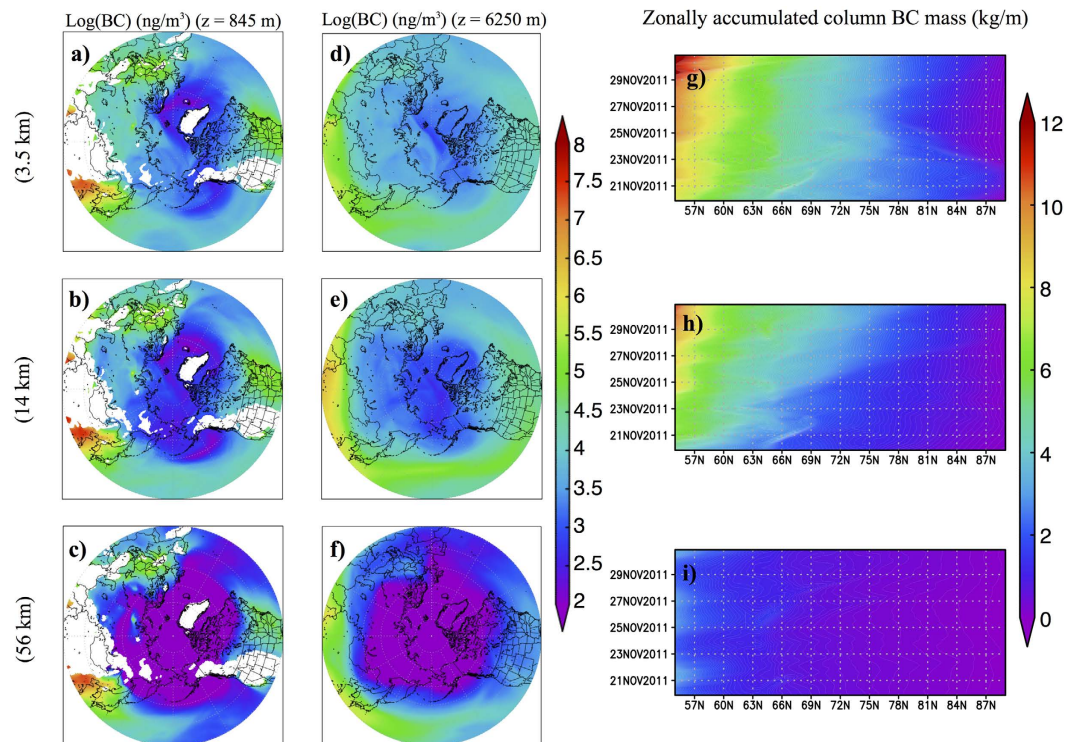 Log(BC) (ng/m³) (z = 845 m)
Log(BC) (ng/m³) (z = 6250 m)
Zonally accumulated column BC mass (kg/m)
(3.5 km)
a)
d)
g)
29NOV2011
27NOV2011
25NOV2011
23NOV2011
21NOV2011
57N 60N 63N 66N 69N 72N 75N 78N 81N 84N 87N
(14 km)
b)
e)
h)
29NOV2011
27NOV2011
25NOV2011
23NOV2011
21NOV2011
57N 60N 63N 66N 69N 72N 75N 78N 81N 84N 87N
(56 km)
c)
f)
i)
29NOV2011
27NOV2011
25NOV2011
23NOV2011
21NOV2011
57N 60N 63N 66N 69N 72N 75N 78N 81N 84N 87N
8
7.5
7
6.5
6
5.5
5
4.5
4
3.5
3
2.5
2
12
10
8
6
4
2
0